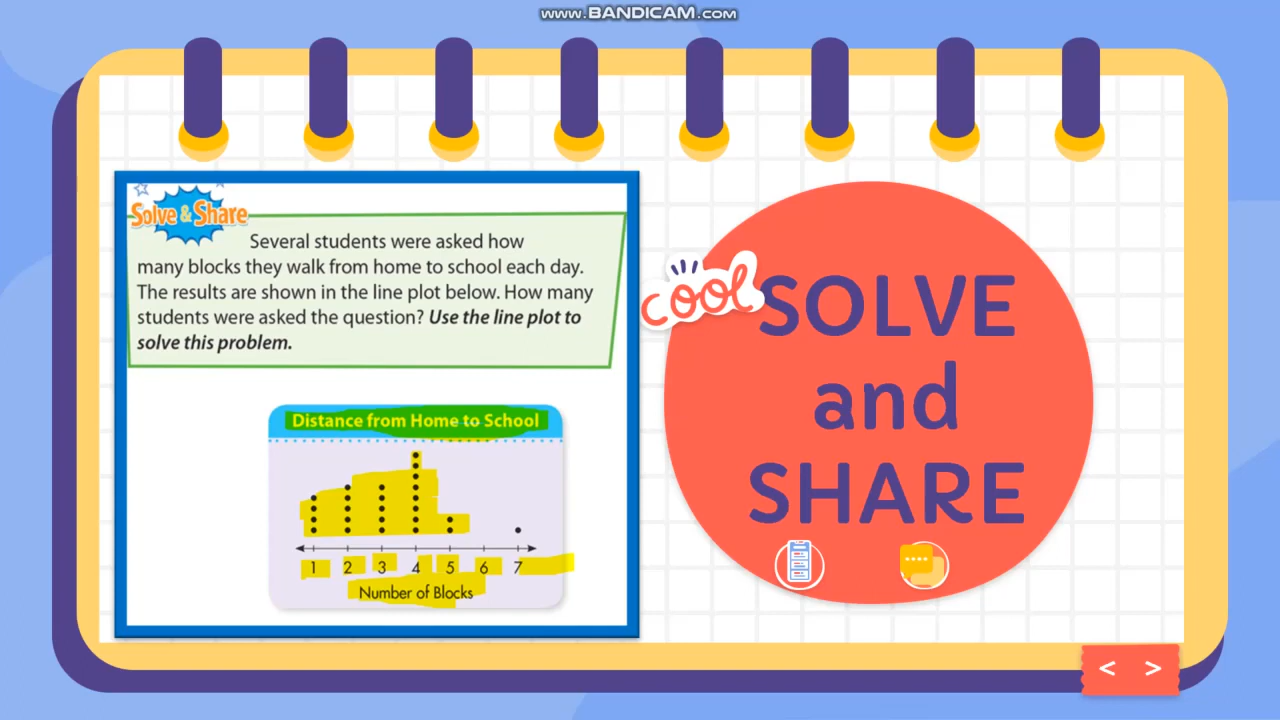 www.BANDICAM.com
Solve & Share
Several students were asked how
many blocks they walk from home to school each day.
The results are shown in the line plot below. How many
students were asked the question? Use the line plot to
solve this problem.
Distance from Home to School
1 2 3 4 5 6 7
Number of Blocks
cool
SOLVE
and
SHARE
< >